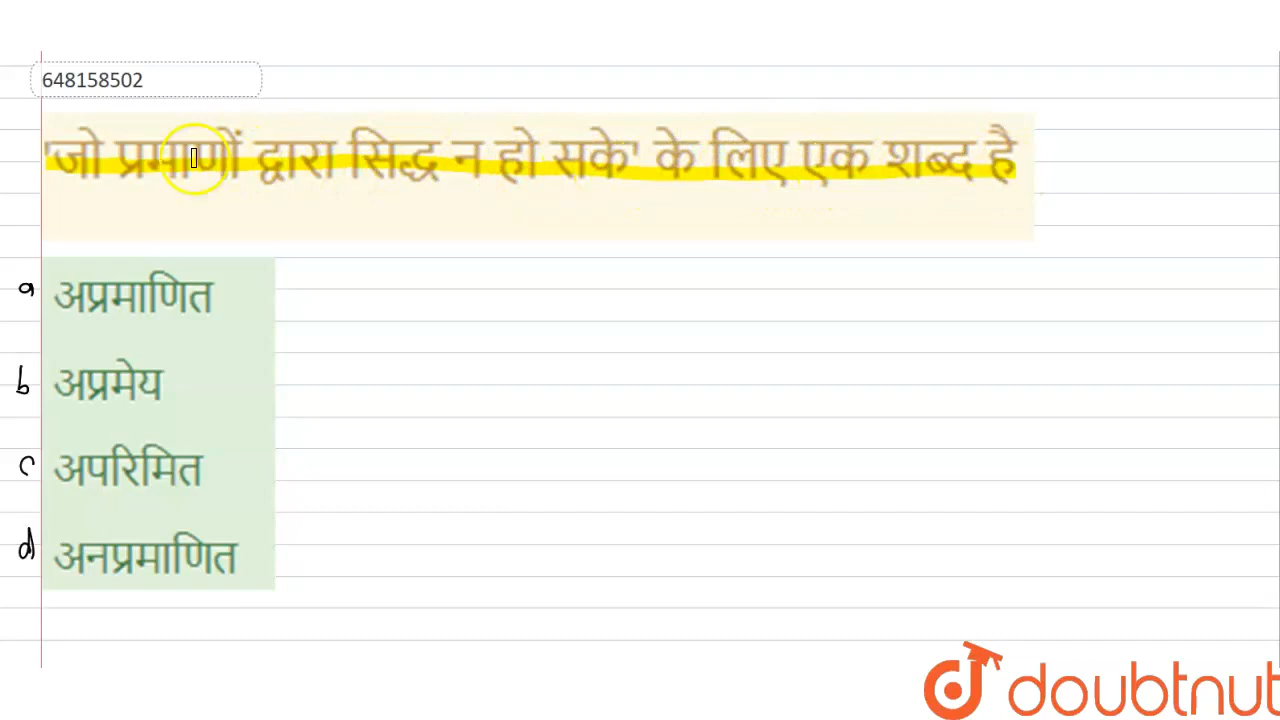 648158502
'जो प्रमाणों द्वारा सिद्ध न हो सके' के लिए एक शब्द है
a अप्रमाणित
b अप्रमेय
c अपरिमित
d अनप्रमाणित
doubtnut